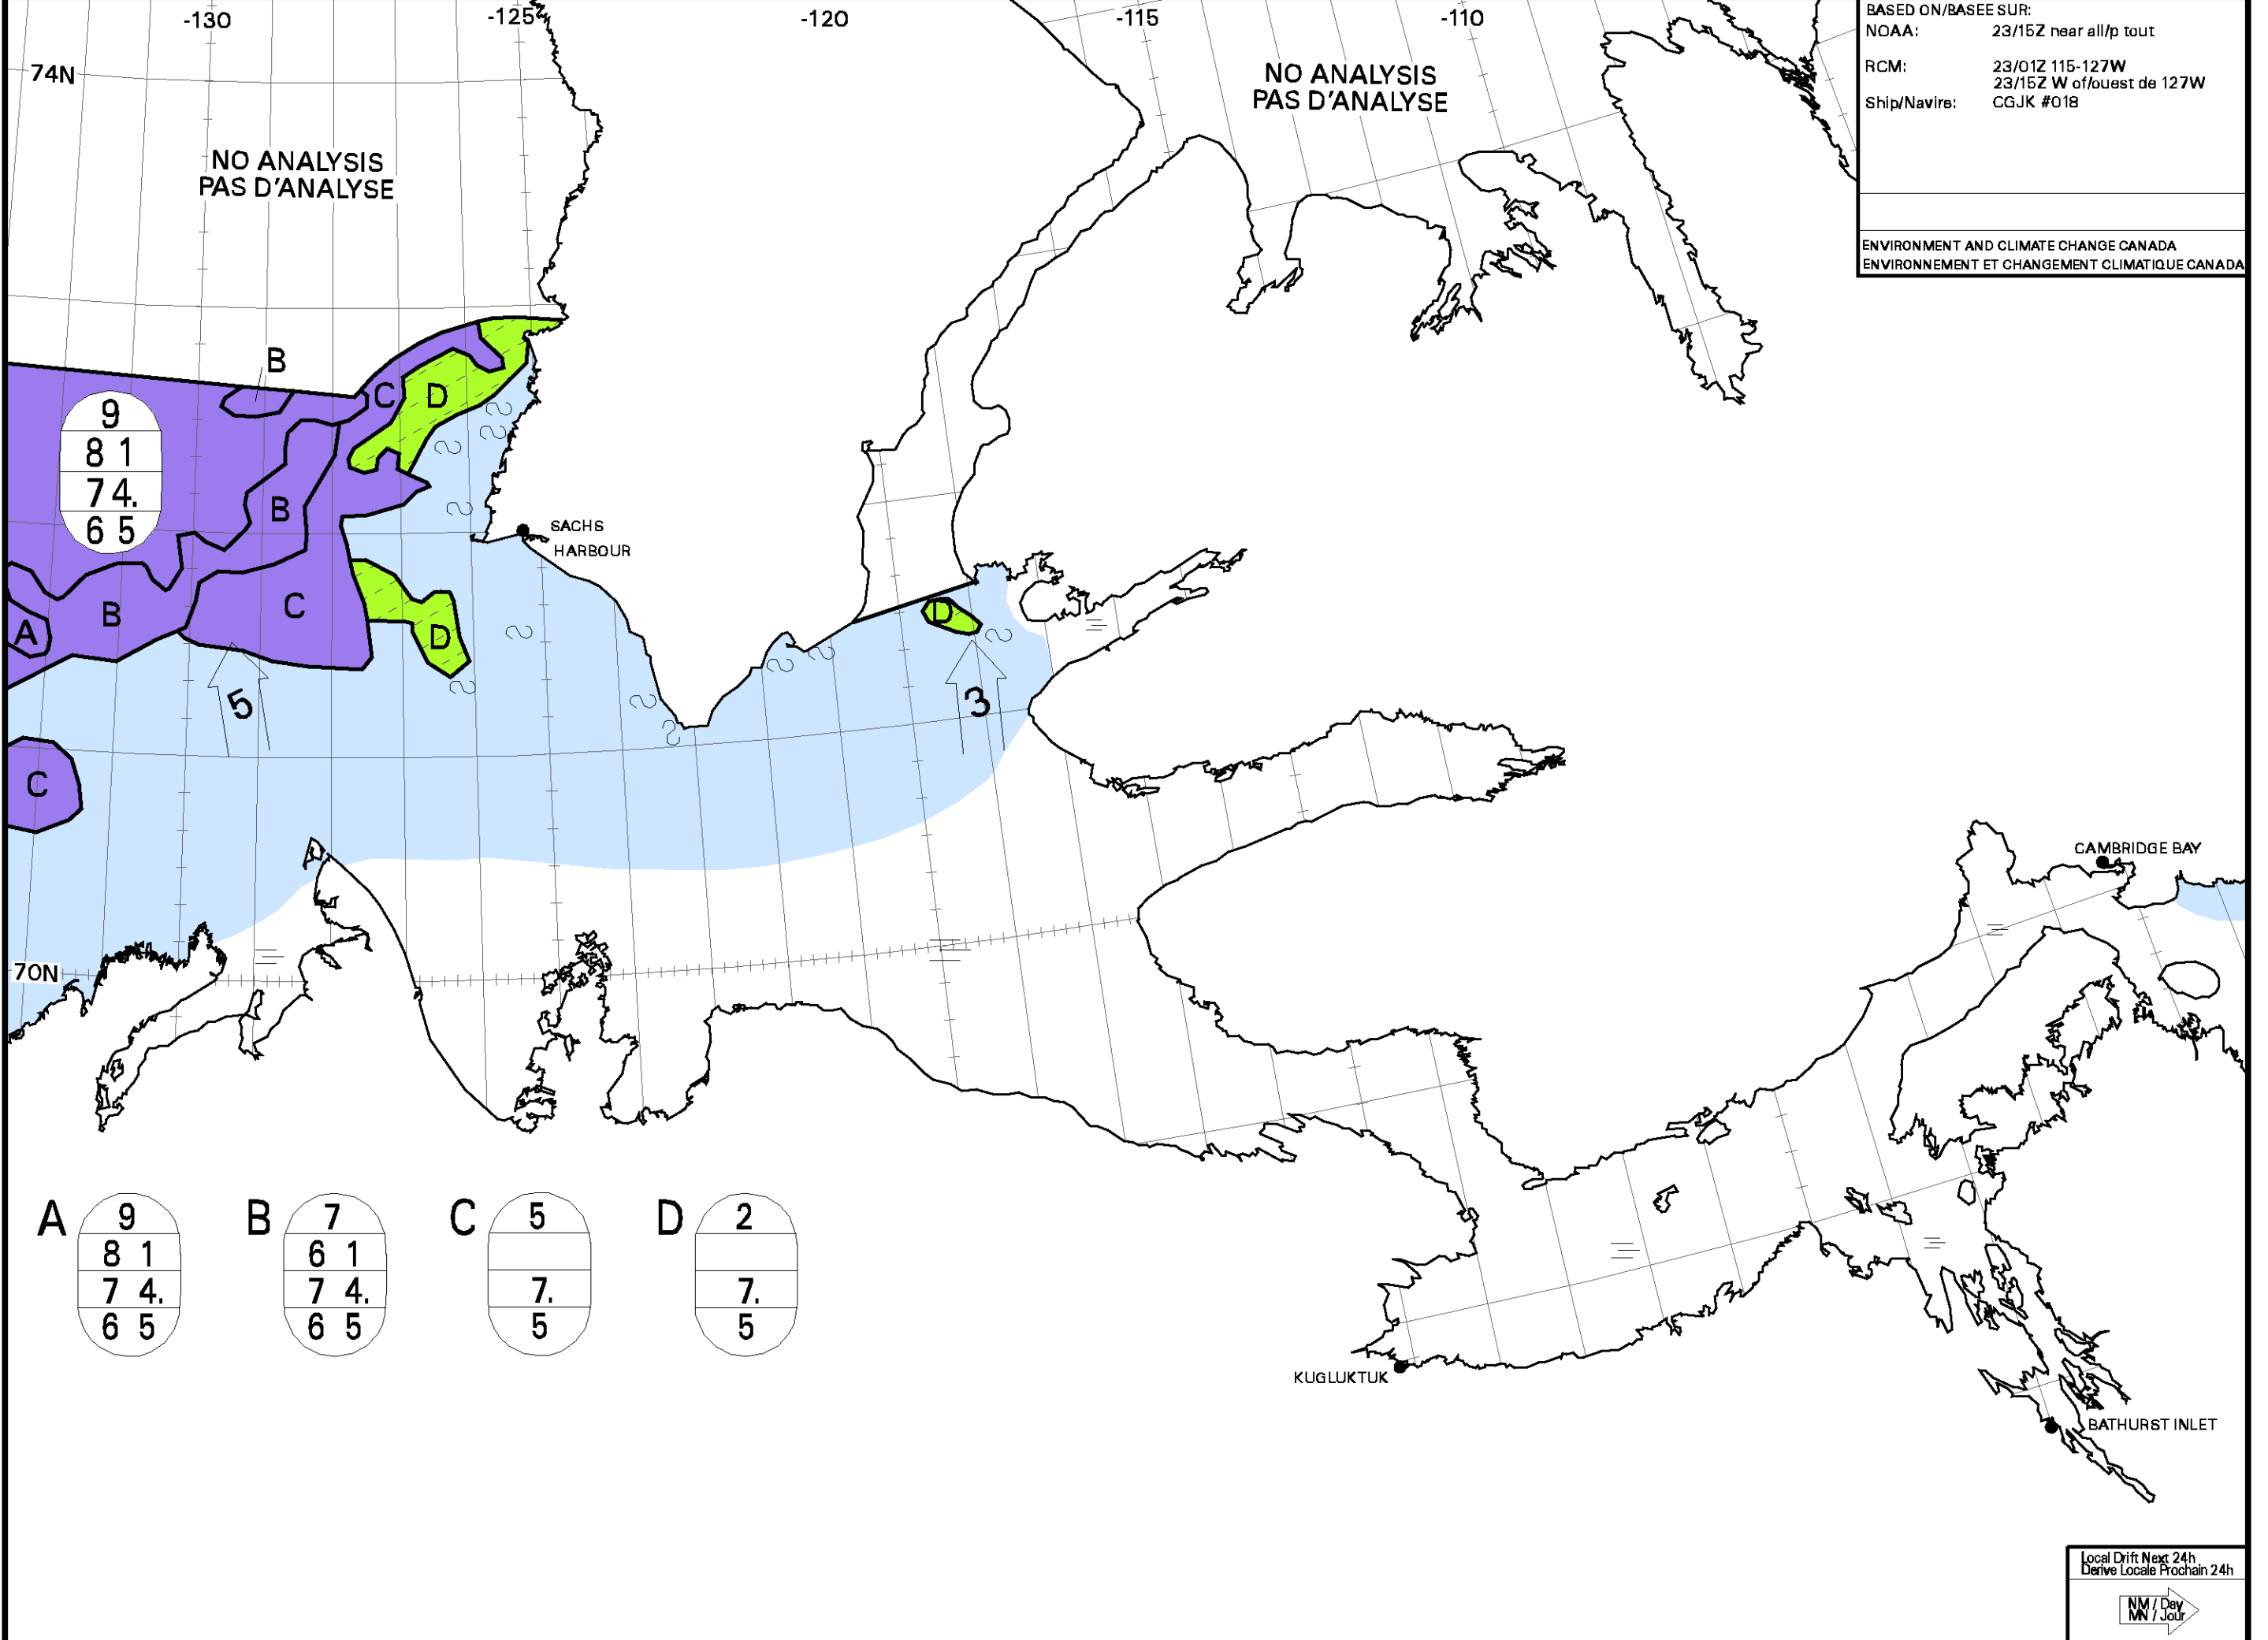 -130
-125
-120
-115
-110
BASED ON/BASEE SUR:
NOAA: 23/15Z near all/p tout
RCM: 23/01Z 115-127W
23/15Z W of/ouest de 127W
Ship/Navire: CGJK #018
ENVIRONMENT AND CLIMATE CHANGE CANADA
ENVIRONNEMENT ET CHANGEMENT CLIMATIQUE CANADA
74N
NO ANALYSIS
PAS D'ANALYSE
NO ANALYSIS
PAS D'ANALYSE
B
C
D
9
8 1
7 4.
6 5
B
SACHS
HARBOUR
A
B
C
D
D
5
3
C
CAMBRIDGE BAY
70N
A
9
8 1
7 4.
6 5
B
7
6 1
7 4.
6 5
C
5
7.
5
D
2
7.
5
KUGLUKTUK
BATHURST INLET
Local Drift Next 24h
Derive Locale Prochain 24h
NM / Day
MN / Jour